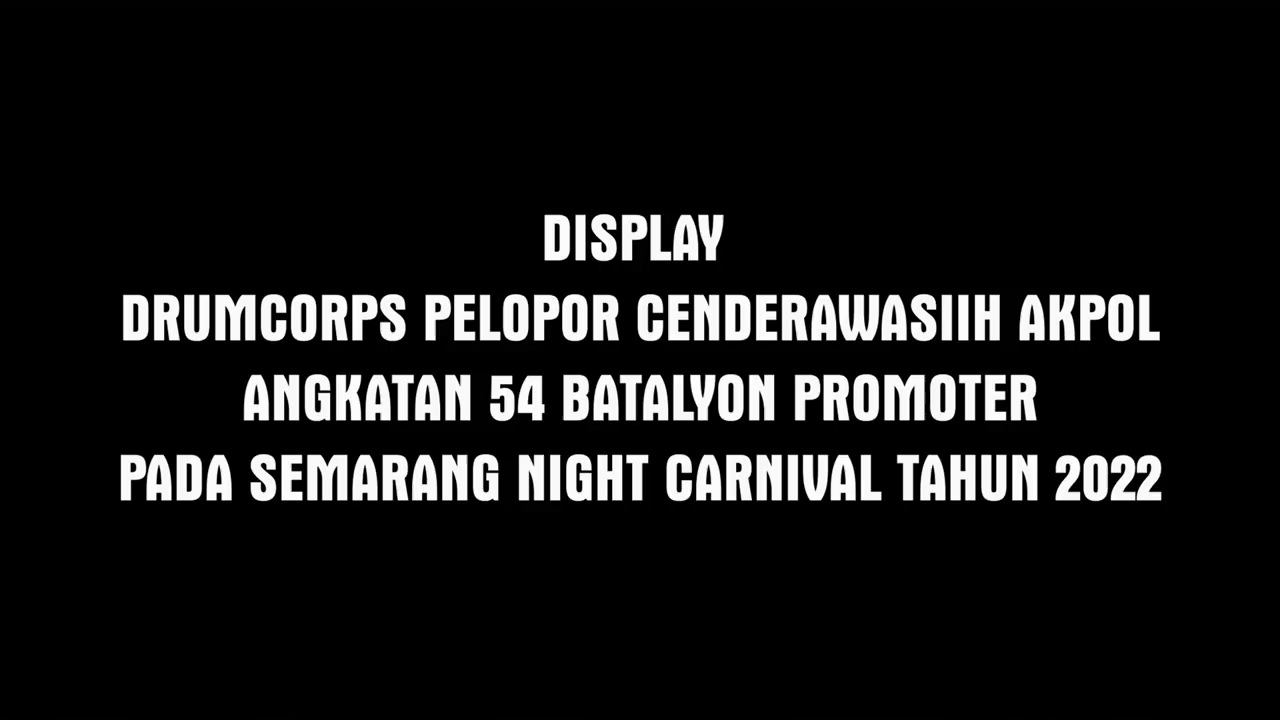 DISPLAY
DRUMCORPS PELOPOR CENDERAWASIIH AKPOL
ANGKATAN 54 BATALYON PROMOTER
PADA SEMARANG NIGHT CARNIVAL TAHUN 2022